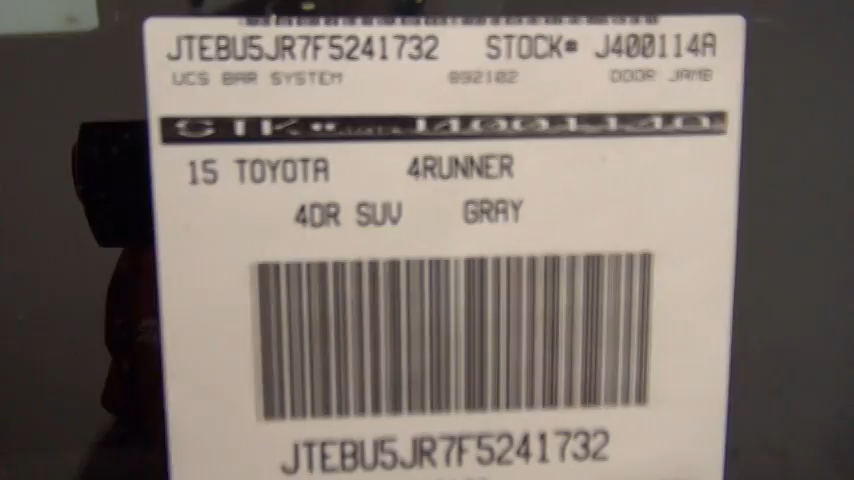 JTEBU5JR7F5241732 STOCK# J400114A
UCS BAR SYSTEM 092102 DOOR JAMB
15 TOYOTA 4RUNNER
4DR SUV GRAY
JTEBU5JR7F5241732